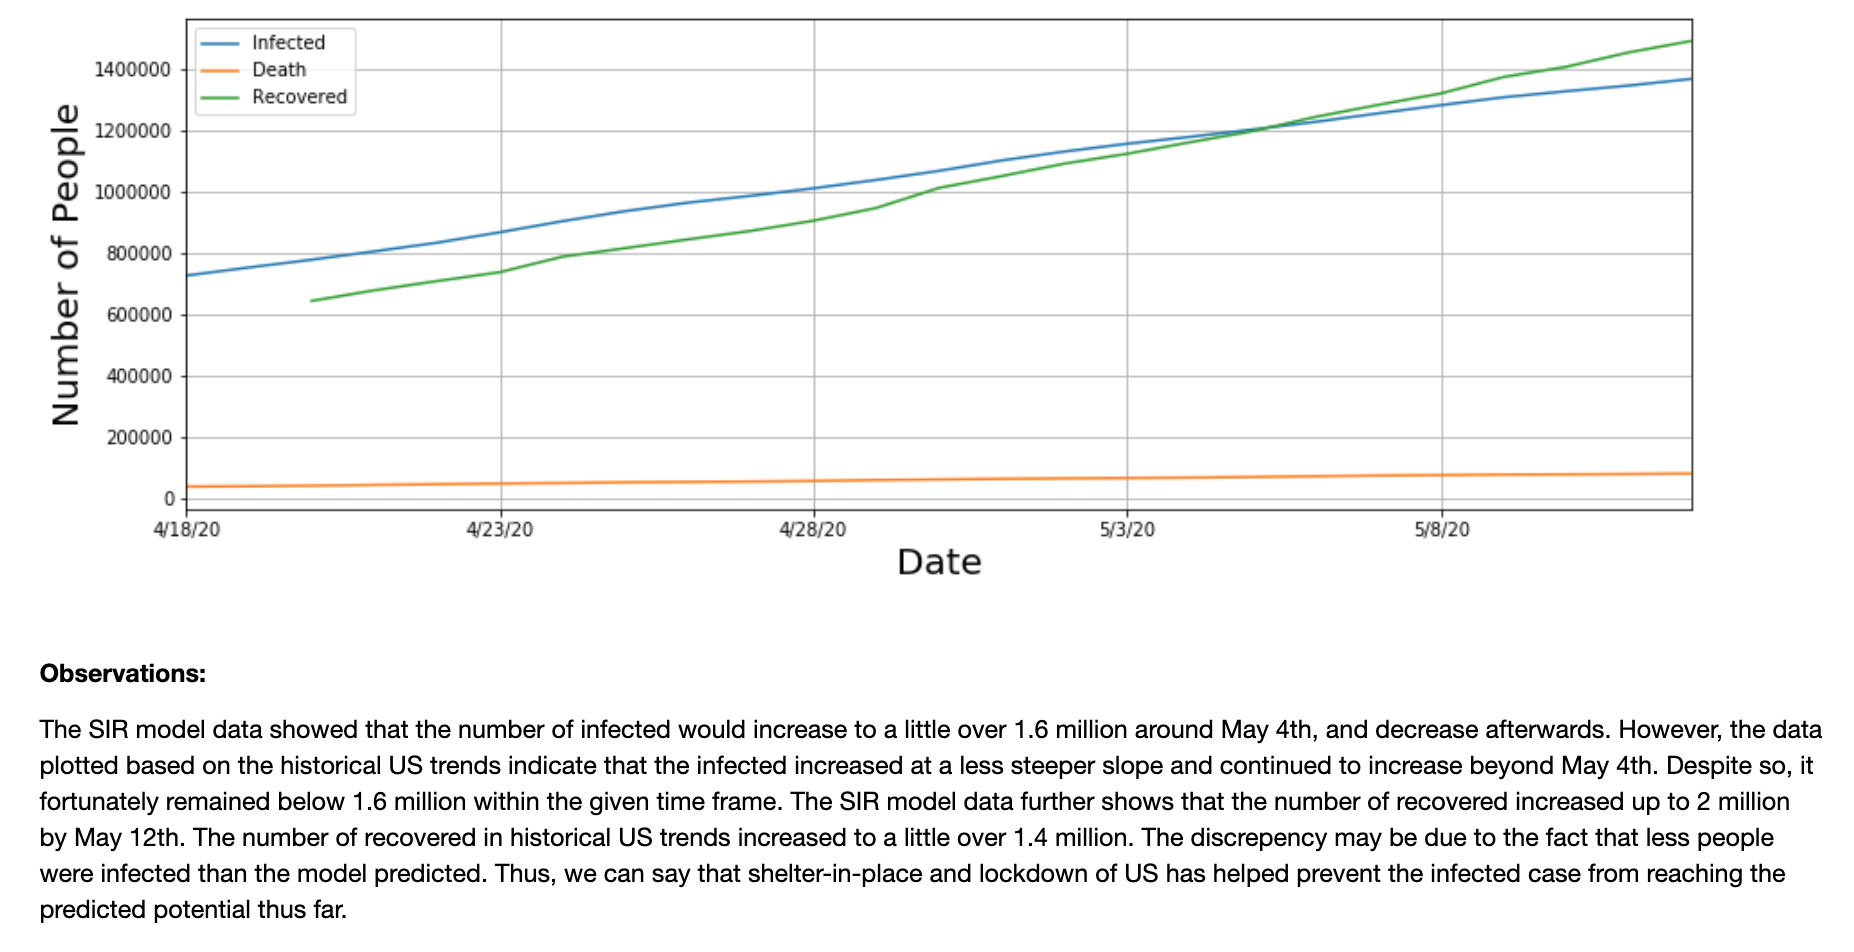 Infected
Death
Recovered
1400000
1200000
1000000
800000
600000
400000
200000
0
Number of People
4/18/20 4/23/20 4/28/20 5/3/20 5/8/20
Date
Observations:
The SIR model data showed that the number of infected would increase to a little over 1.6 million around May 4th, and decrease afterwards. However, the data
plotted based on the historical US trends indicate that the infected increased at a less steeper slope and continued to increase beyond May 4th. Despite so, it
fortunately remained below 1.6 million within the given time frame. The SIR model data further shows that the number of recovered increased up to 2 million
by May 12th. The number of recovered in historical US trends increased to a little over 1.4 million. The discrepency may be due to the fact that less people
were infected than the model predicted. Thus, we can say that shelter-in-place and lockdown of US has helped prevent the infected case from reaching the
predicted potential thus far.